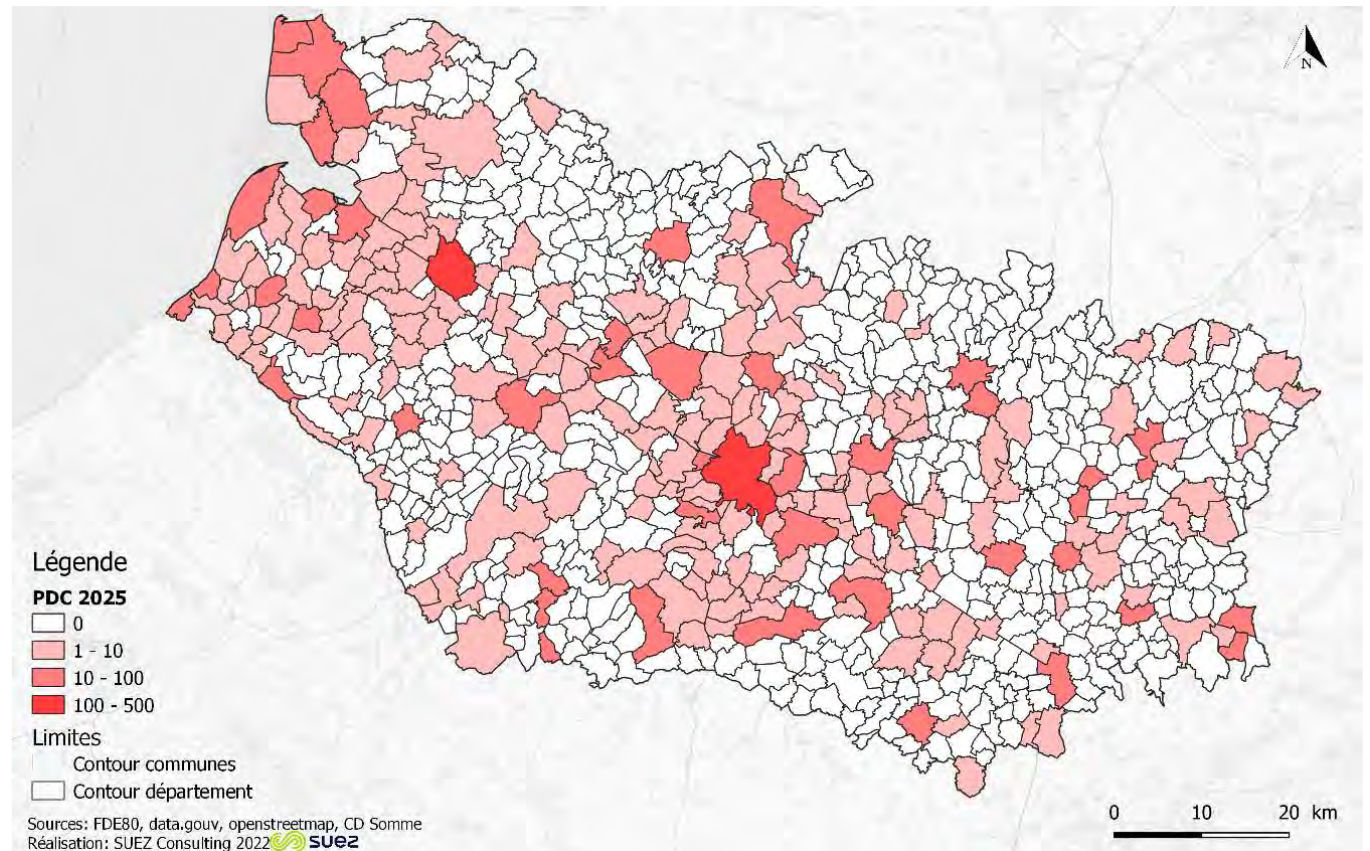 N
Légende
PDC 2025
0
1 - 10
10 - 100
100 - 500
Limites
Contour communes
Contour département
Sources: FDE80, data.gouv, openstreetmap, CD Somme
Réalisation: SUEZ Consulting 2022 suez
0 10 20 km